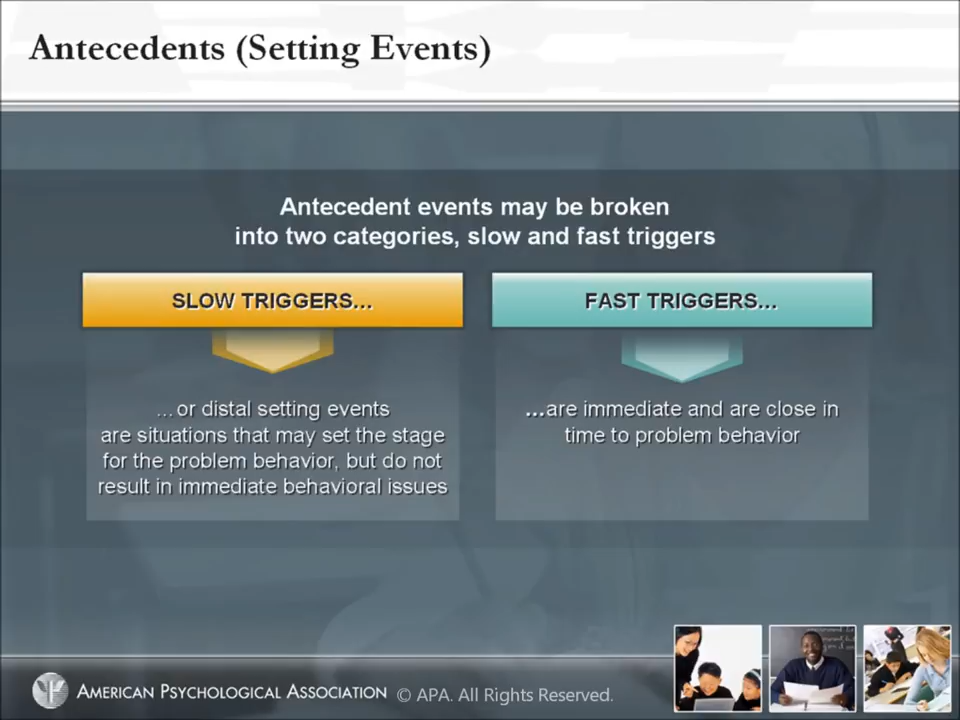 Antecedents (Setting Events)
Antecedent events may be broken
into two categories, slow and fast triggers
SLOW TRIGGERS...
...or distal setting events
are situations that may set the stage
for the problem behavior, but do not
result in immediate behavioral issues
FAST TRIGGERS...
...are immediate and are close in
time to problem behavior
AMERICAN PSYCHOLOGICAL ASSOCIATION © APA. All Rights Reserved.